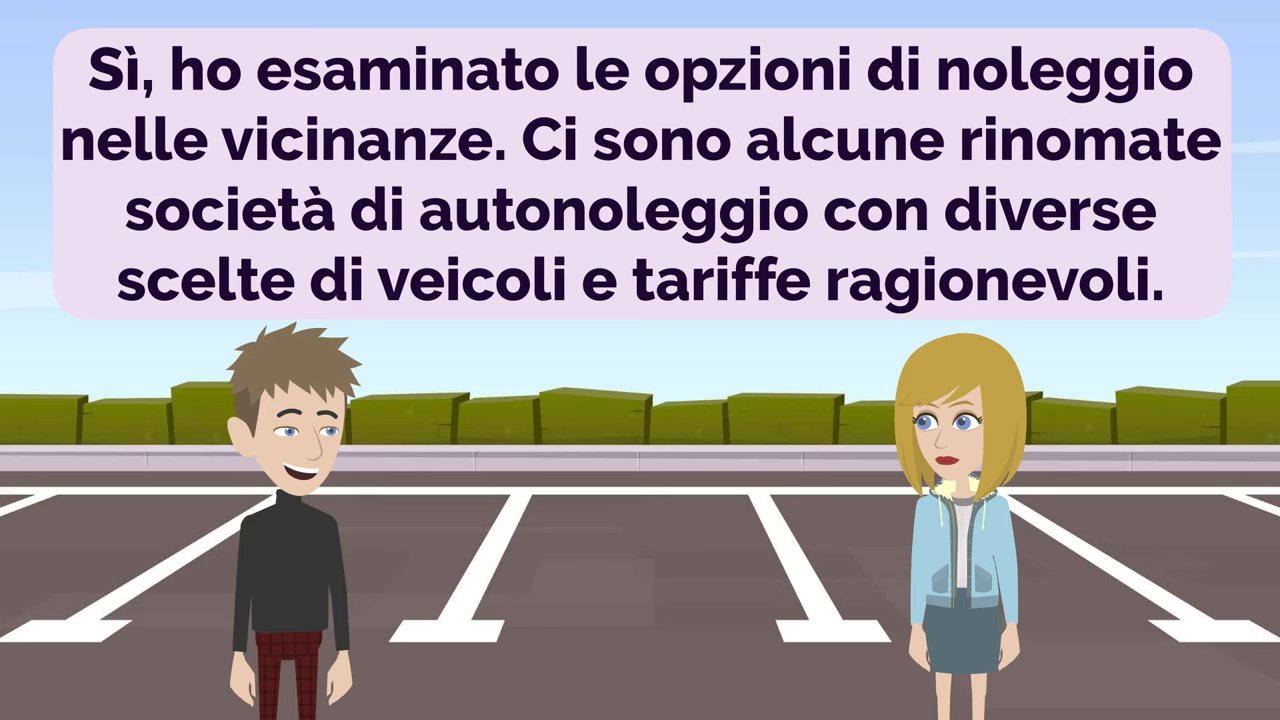 Sì, ho esaminato le opzioni di noleggio
nelle vicinanze. Ci sono alcune rinomate
società di autonoleggio con diverse
scelte di veicoli e tariffe ragionevoli.